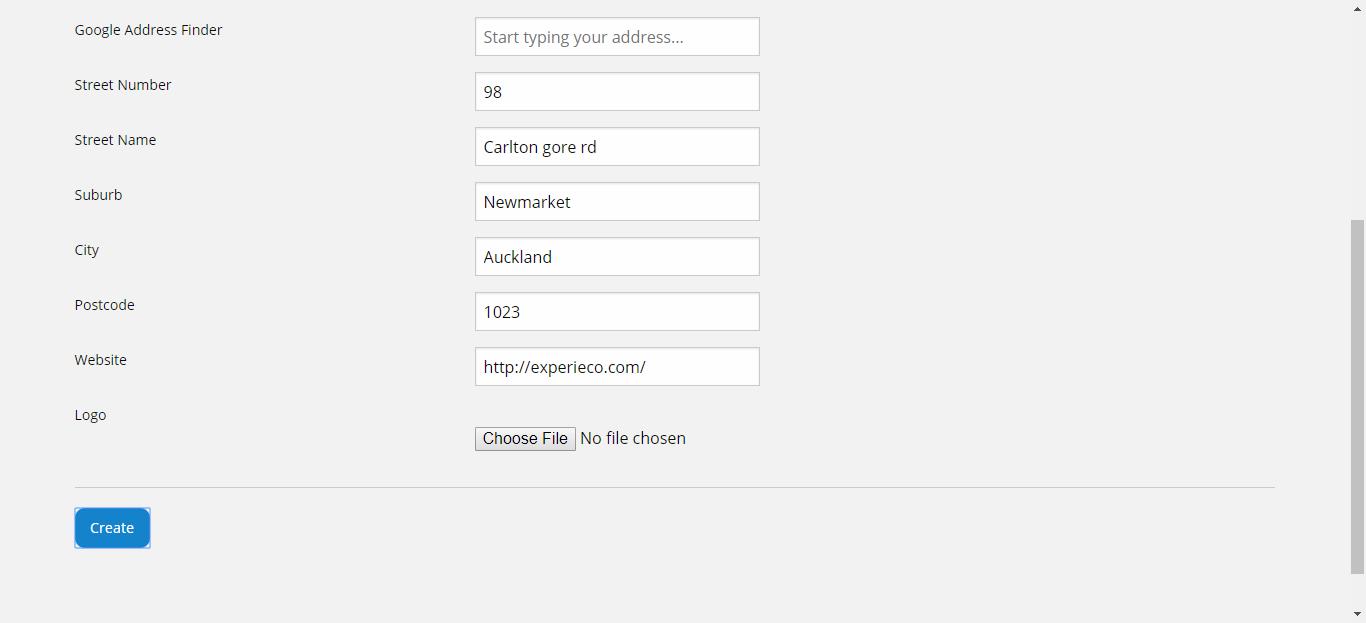 Google Address Finder
Start typing your address...
Street Number
98
Street Name
Carlton gore rd
Suburb
Newmarket
City
Auckland
Postcode
1023
Website
http://experieco.com/
Logo
Choose File No file chosen
Create